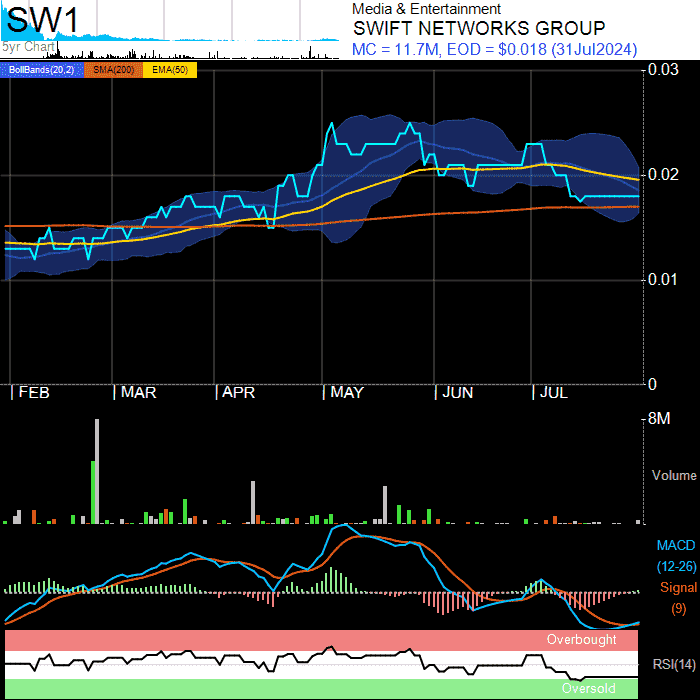 SW1
5yr Chart
Media & Entertainment
SWIFT NETWORKS GROUP
MC = 11.7M, EOD = $0.018 (31Jul2024)
BollBands(20,2) SMA(200) EMA(50)
0.03
0.02
0.01
0
FEB MAR APR MAY JUN JUL
8M
Volume
MACD
(12-26)
Signal
(9)
Overbought
RSI(14)
Oversold